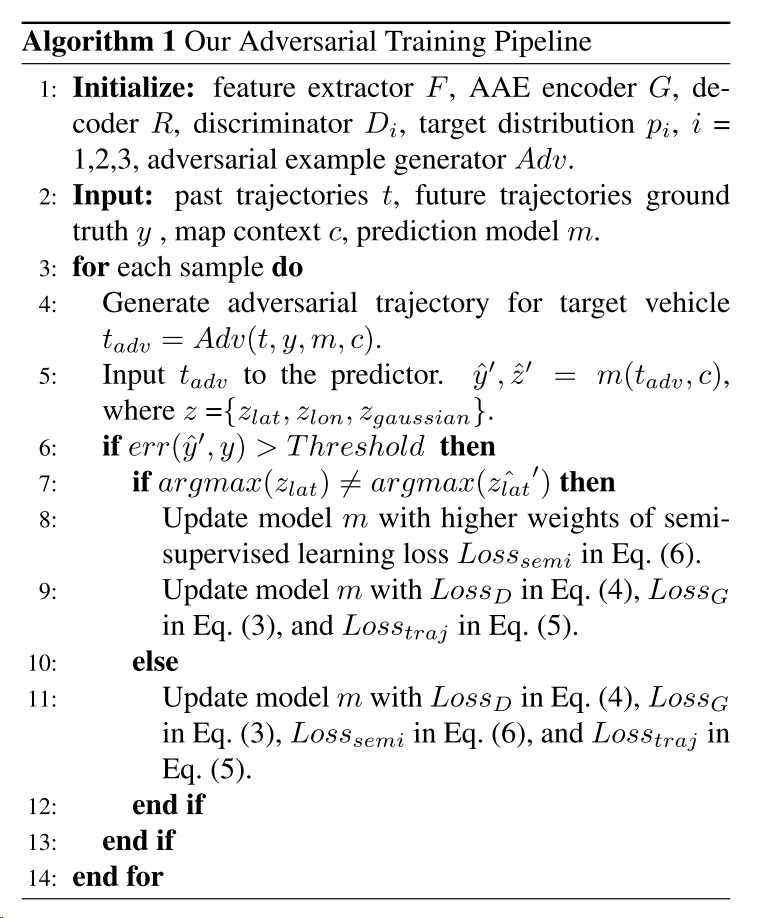 Algorithm 1 Our Adversarial Training Pipeline
1: Initialize: feature extractor F, AAE encoder G, de-
coder R, discriminator D_i, target distribution p_i, i =
1,2,3, adversarial example generator Adv.
2: Input: past trajectories t, future trajectories ground
truth y , map context c, prediction model m.
3: for each sample do
4: Generate adversarial trajectory for target vehicle
t_{adv} = Adv(t, y, m, c).
5: Input t_{adv} to the predictor. ŷ′, ẑ′ = m(t_{adv}, c),
where z ={z_{lat}, z_{lon}, z_{gaussian}}.
6: if err(ŷ′, y) > Threshold then
7: if argmax(z_{lat}) ≠ argmax(z_{l\hat{a}t}′) then
8: Update model m with higher weights of semi-
supervised learning loss Loss_{semi} in Eq. (6).
9: Update model m with Loss_D in Eq. (4), Loss_G
in Eq. (3), and Loss_{traj} in Eq. (5).
10: else
11: Update model m with Loss_D in Eq. (4), Loss_G
in Eq. (3), Loss_{semi} in Eq. (6), and Loss_{traj} in
Eq. (5).
12: end if
13: end if
14: end for